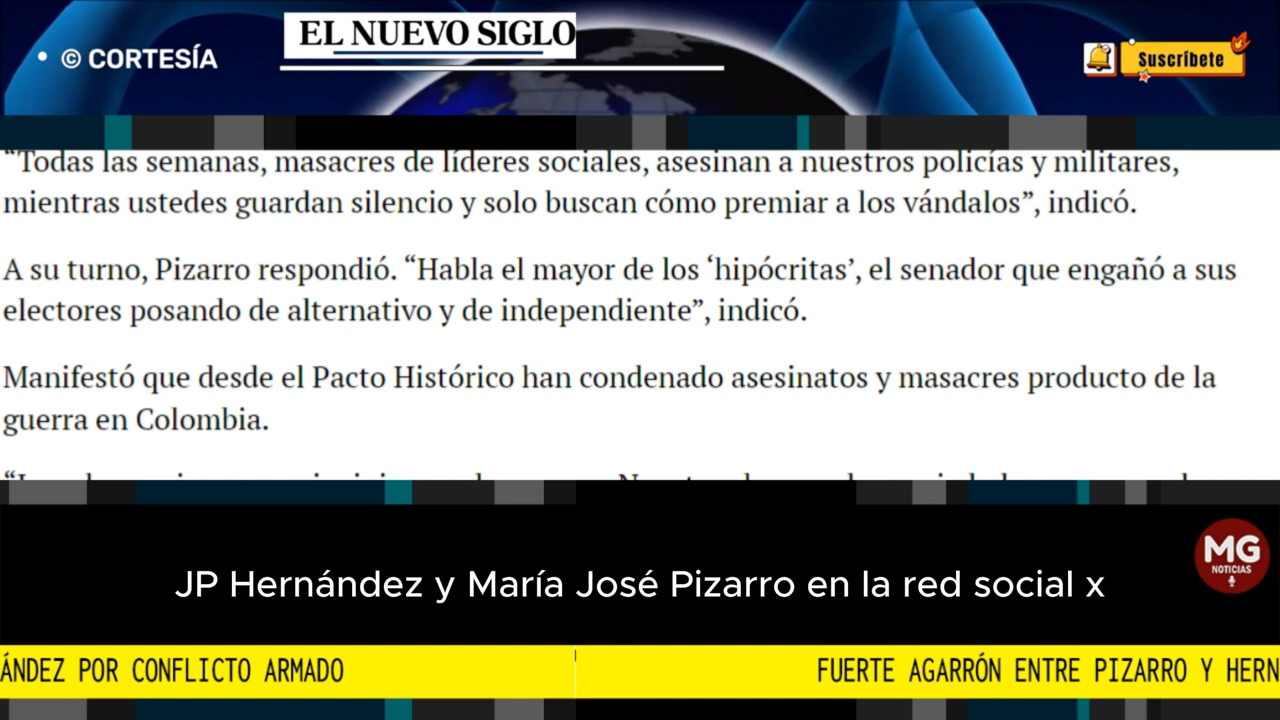 EL NUEVO SIGLO
• © CORTESÍA
Suscríbete
“Todas las semanas, masacres de líderes sociales, asesinan a nuestros policías y militares,
mientras ustedes guardan silencio y solo buscan cómo premiar a los vándalos”, indicó.
A su turno, Pizarro respondió. “Habla el mayor de los ‘hipócritas’, el senador que engañó a sus
electores posando de alternativo y de independiente”, indicó.
Manifestó que desde el Pacto Histórico han condenado asesinatos y masacres producto de la
guerra en Colombia.
MG
NOTICIAS
JP Hernández y María José Pizarro en la red social x
ÁNDEZ POR CONFLICTO ARMADO
FUERTE AGARRÓN ENTRE PIZARRO Y HERN